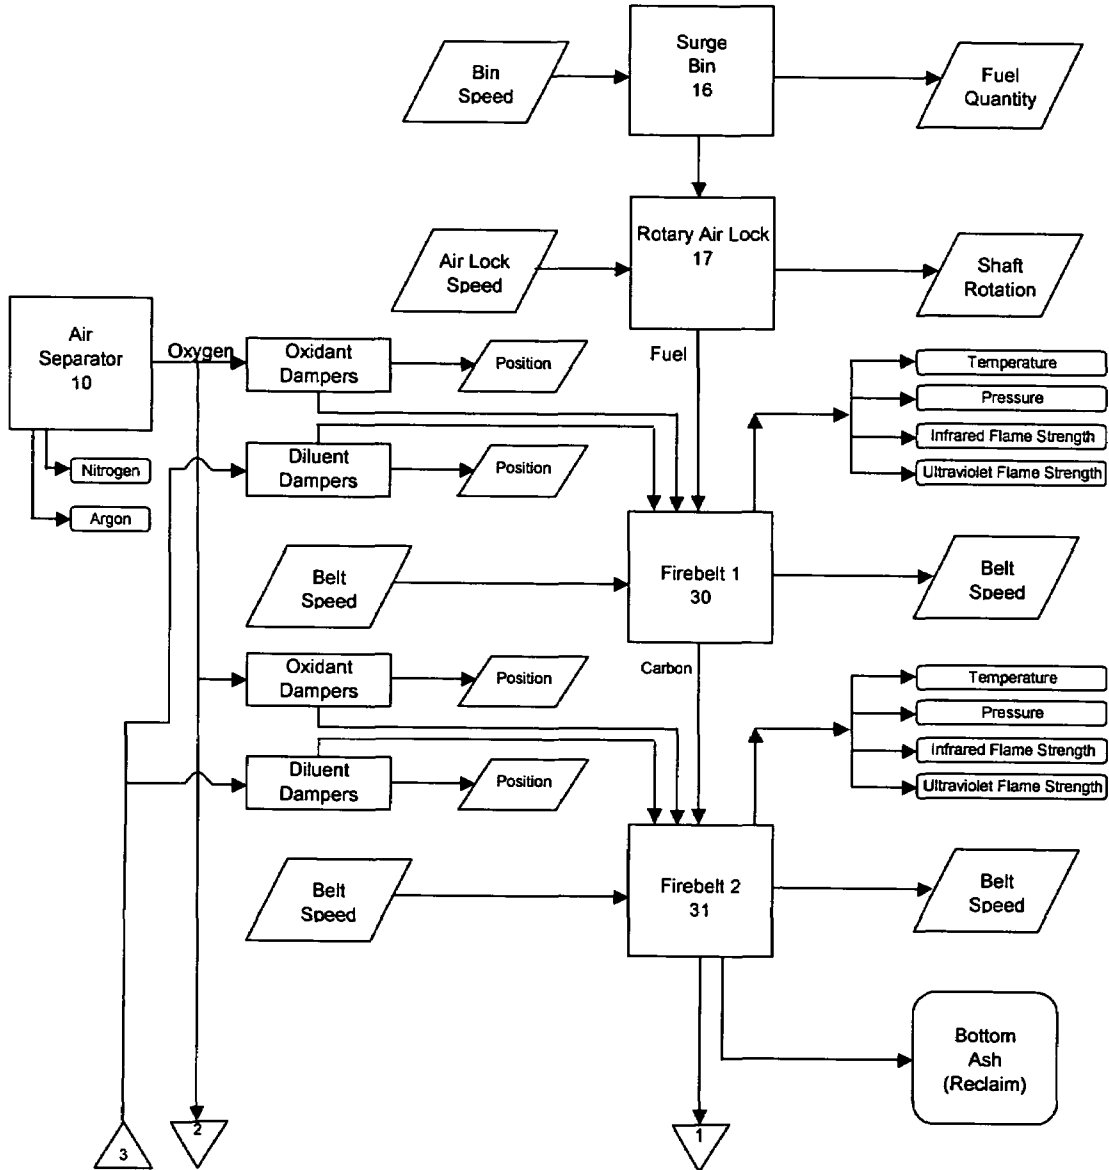 Surge
Bin
16
Bin
Speed
Fuel
Quantity
Rotary Air Lock
17
Air Lock
Speed
Shaft
Rotation
Air
Separator
10
Oxygen
Oxidant
Dampers
Position
Fuel
Temperature
Pressure
Infrared Flame Strength
Ultraviolet Flame Strength
Diluent
Dampers
Position
Nitrogen
Argon
Belt
Speed
Firebelt 1
30
Belt
Speed
Oxidant
Dampers
Position
Carbon
Temperature
Pressure
Infrared Flame Strength
Ultraviolet Flame Strength
Diluent
Dampers
Position
Belt
Speed
Firebelt 2
31
Belt
Speed
Bottom
Ash
(Reclaim)
3
2
1